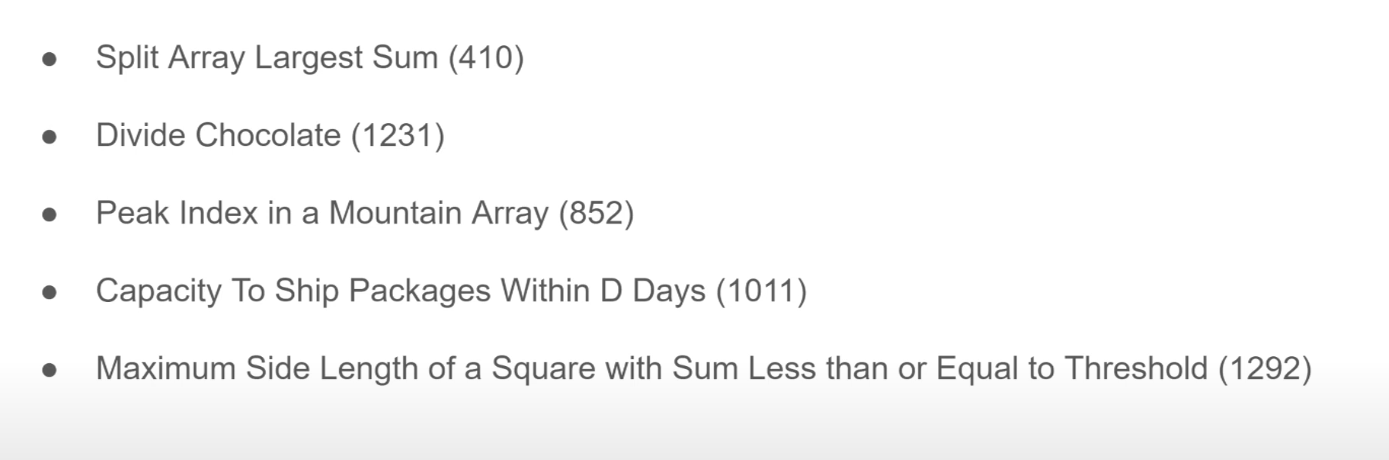 ● Split Array Largest Sum (410)
● Divide Chocolate (1231)
● Peak Index in a Mountain Array (852)
● Capacity To Ship Packages Within D Days (1011)
● Maximum Side Length of a Square with Sum Less than or Equal to Threshold (1292)